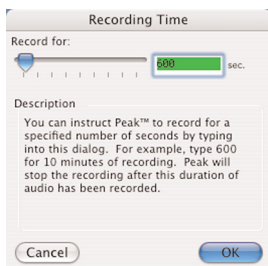 Recording Time
Record for:
600 sec.
Description
You can instruct Peak™ to record for a
specified number of seconds by typing
into this dialog. For example, type 600
for 10 minutes of recording. Peak will
stop the recording after this duration of
audio has been recorded.
Cancel OK